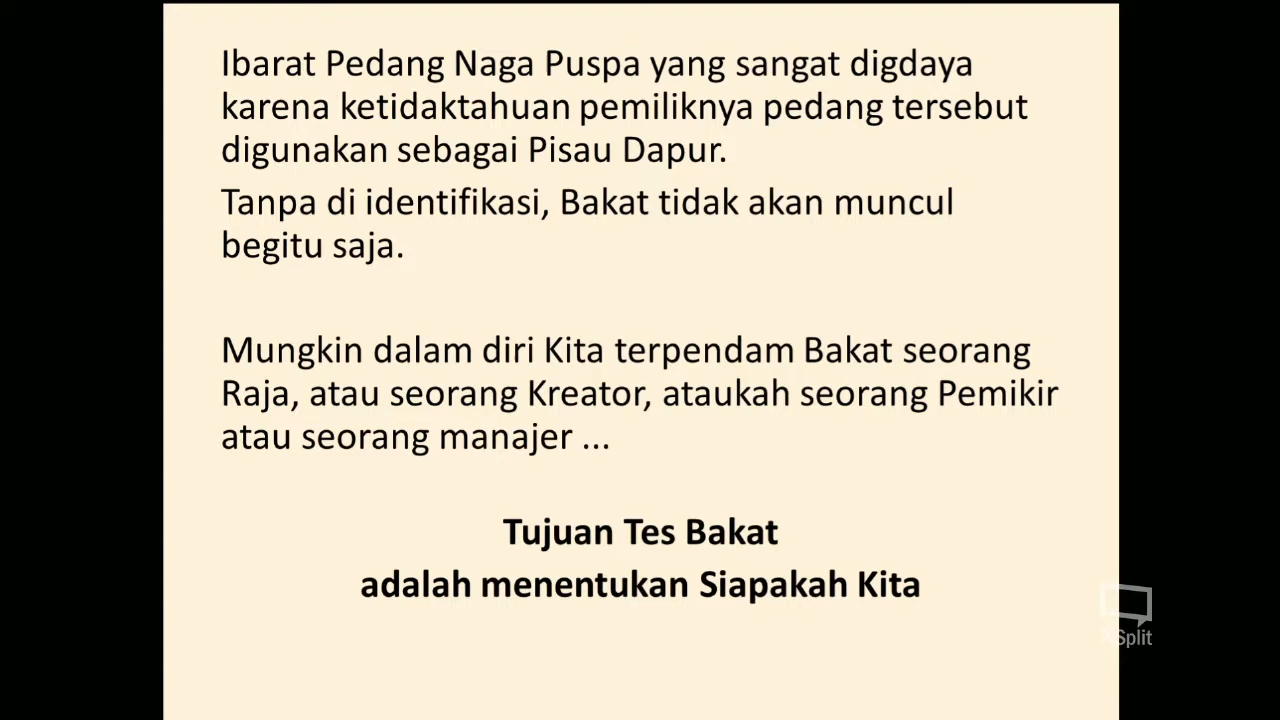 Ibarat Pedang Naga Puspa yang sangat digdaya
karena ketidaktahuan pemiliknya pedang tersebut
digunakan sebagai Pisau Dapur.
Tanpa di identifikasi, Bakat tidak akan muncul
begitu saja.
Mungkin dalam diri Kita terpendam Bakat seorang
Raja, atau seorang Kreator, ataukah seorang Pemikir
atau seorang manajer ...
Tujuan Tes Bakat
adalah menentukan Siapakah Kita
XSplit